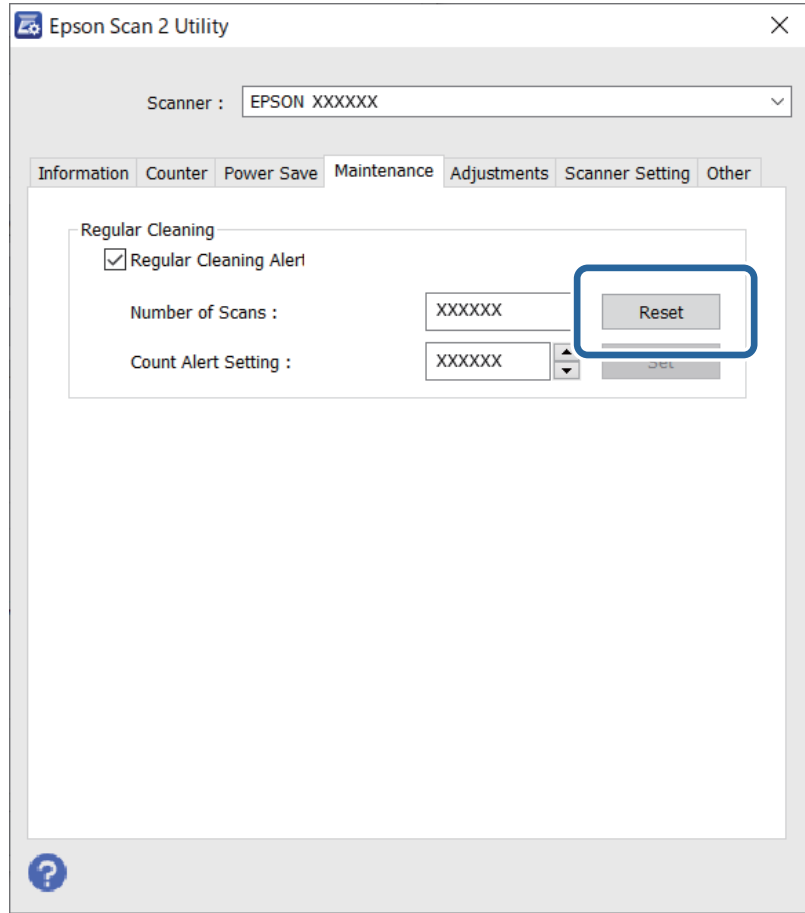 Epson Scan 2 Utility
Scanner : EPSON XXXXXX
Information Counter Power Save Maintenance Adjustments Scanner Setting Other
Regular Cleaning
Regular Cleaning Alert
Number of Scans : XXXXXX Reset
Count Alert Setting : XXXXXX Set
?